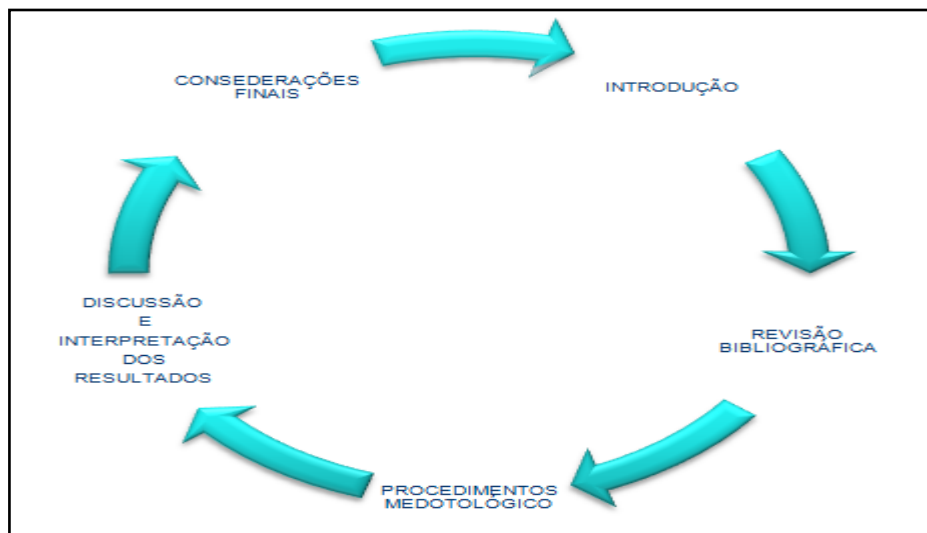 CONSEDERAÇÕES
FINAIS
INTRODUÇÃO
REVISÃO
BIBLIOGRÁFICA
PROCEDIMENTOS
MEDOTOLÓGICO
DISCUSSÃO
E
INTERPRETAÇÃO
DOS
RESULTADOS